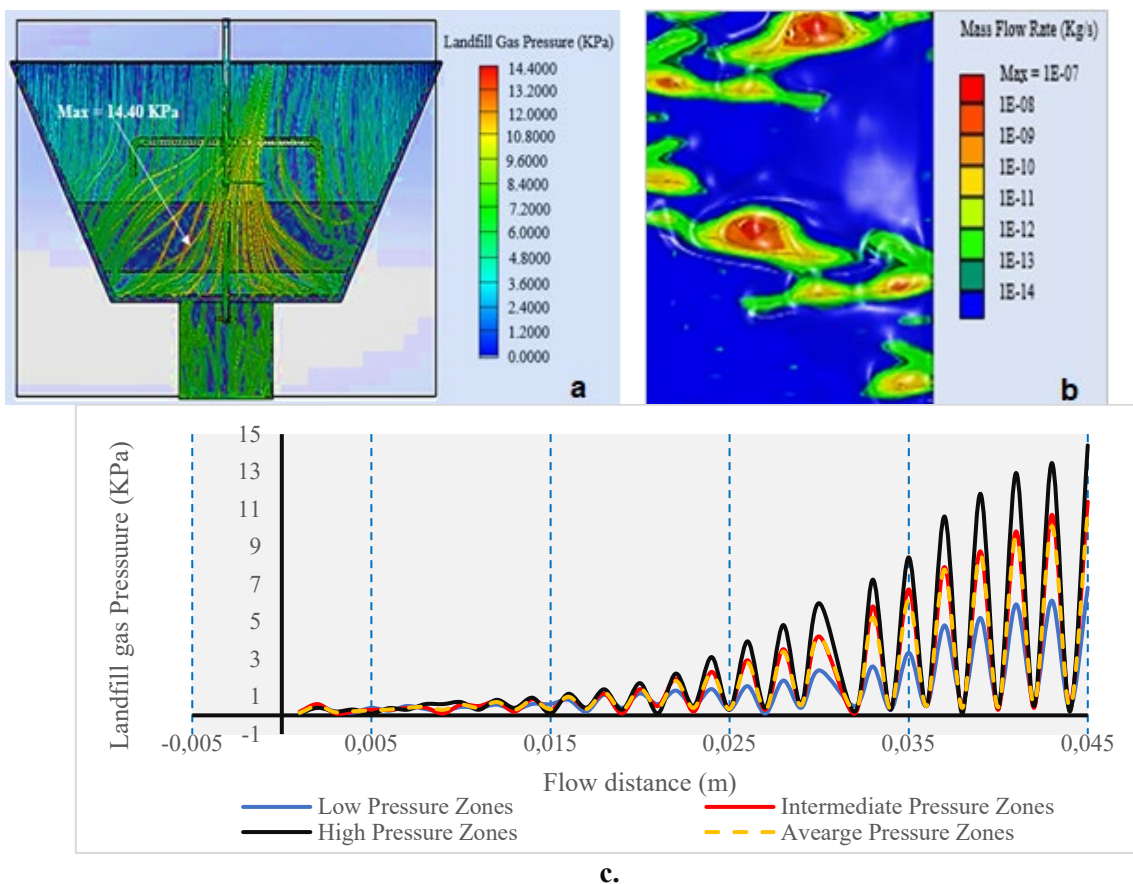 Landfill Gas Pressure (KPa)
14.4000
13.2000
12.0000
10.8000
9.6000
8.4000
7.2000
6.0000
4.8000
3.6000
2.4000
1.2000
0.0000
Max = 14.40 KPa
a
Mass Flow Rate (Kg/s)
Max = 1E-07
1E-08
1E-09
1E-10
1E-11
1E-12
1E-13
1E-14
b
Landfill gas Pressuure (KPa)
15
13
11
9
7
5
3
1
-1
-0,005 0,005 0,015 0,025 0,035 0,045
Flow distance (m)
Low Pressure Zones Intermediate Pressure Zones
High Pressure Zones Avearge Pressure Zones
c.